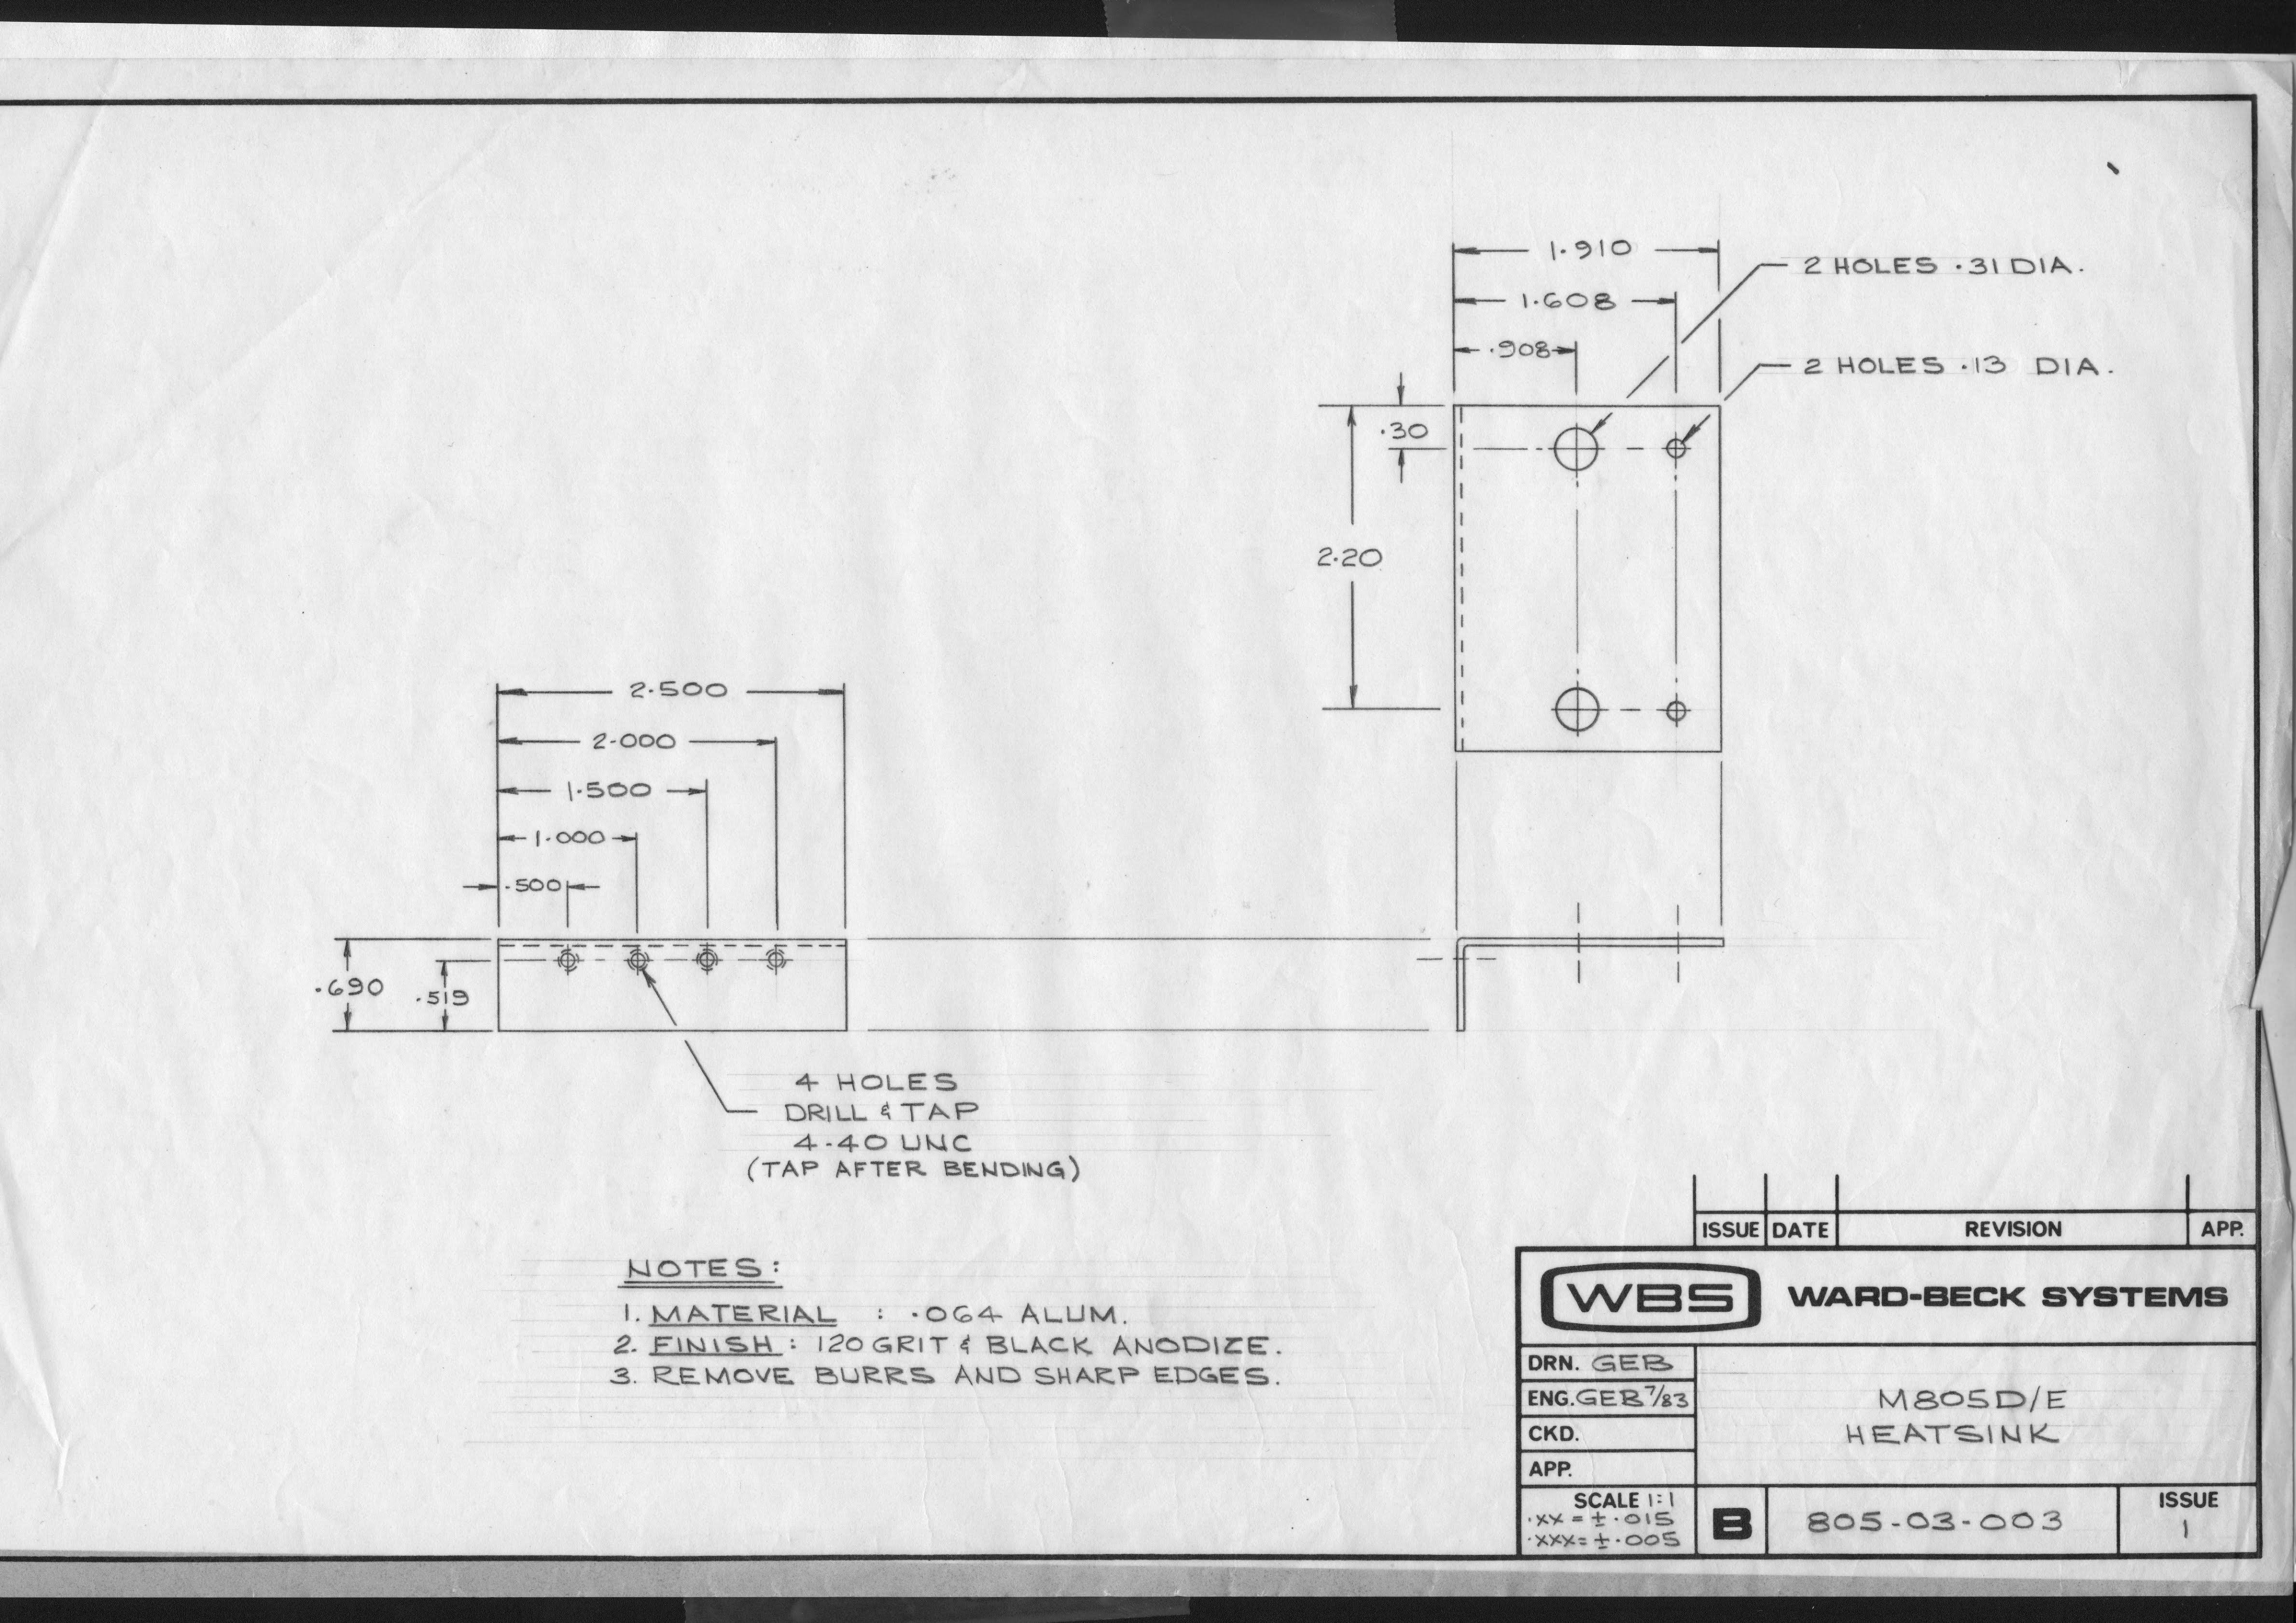 1.910
2 HOLES .31 DIA.
1.608
.908
2 HOLES .13 DIA.
.30
2.20
2.500
2.000
1.500
1.000
.500
.690
.519
4 HOLES
DRILL & TAP
4-40 UNC
(TAP AFTER BENDING)
NOTES:
1. MATERIAL : .064 ALUM.
2. FINISH : 120 GRIT & BLACK ANODIZE.
3. REMOVE BURRS AND SHARP EDGES.
ISSUE DATE REVISION APP.
WBS WARD-BECK SYSTEMS
DRN. GEB
ENG. GEB 7/83
CKD.
APP.
M805D/E
HEATSINK
SCALE 1:1
.XX = ±.015
.XXX= ±.005
B
805-03-003
ISSUE
1